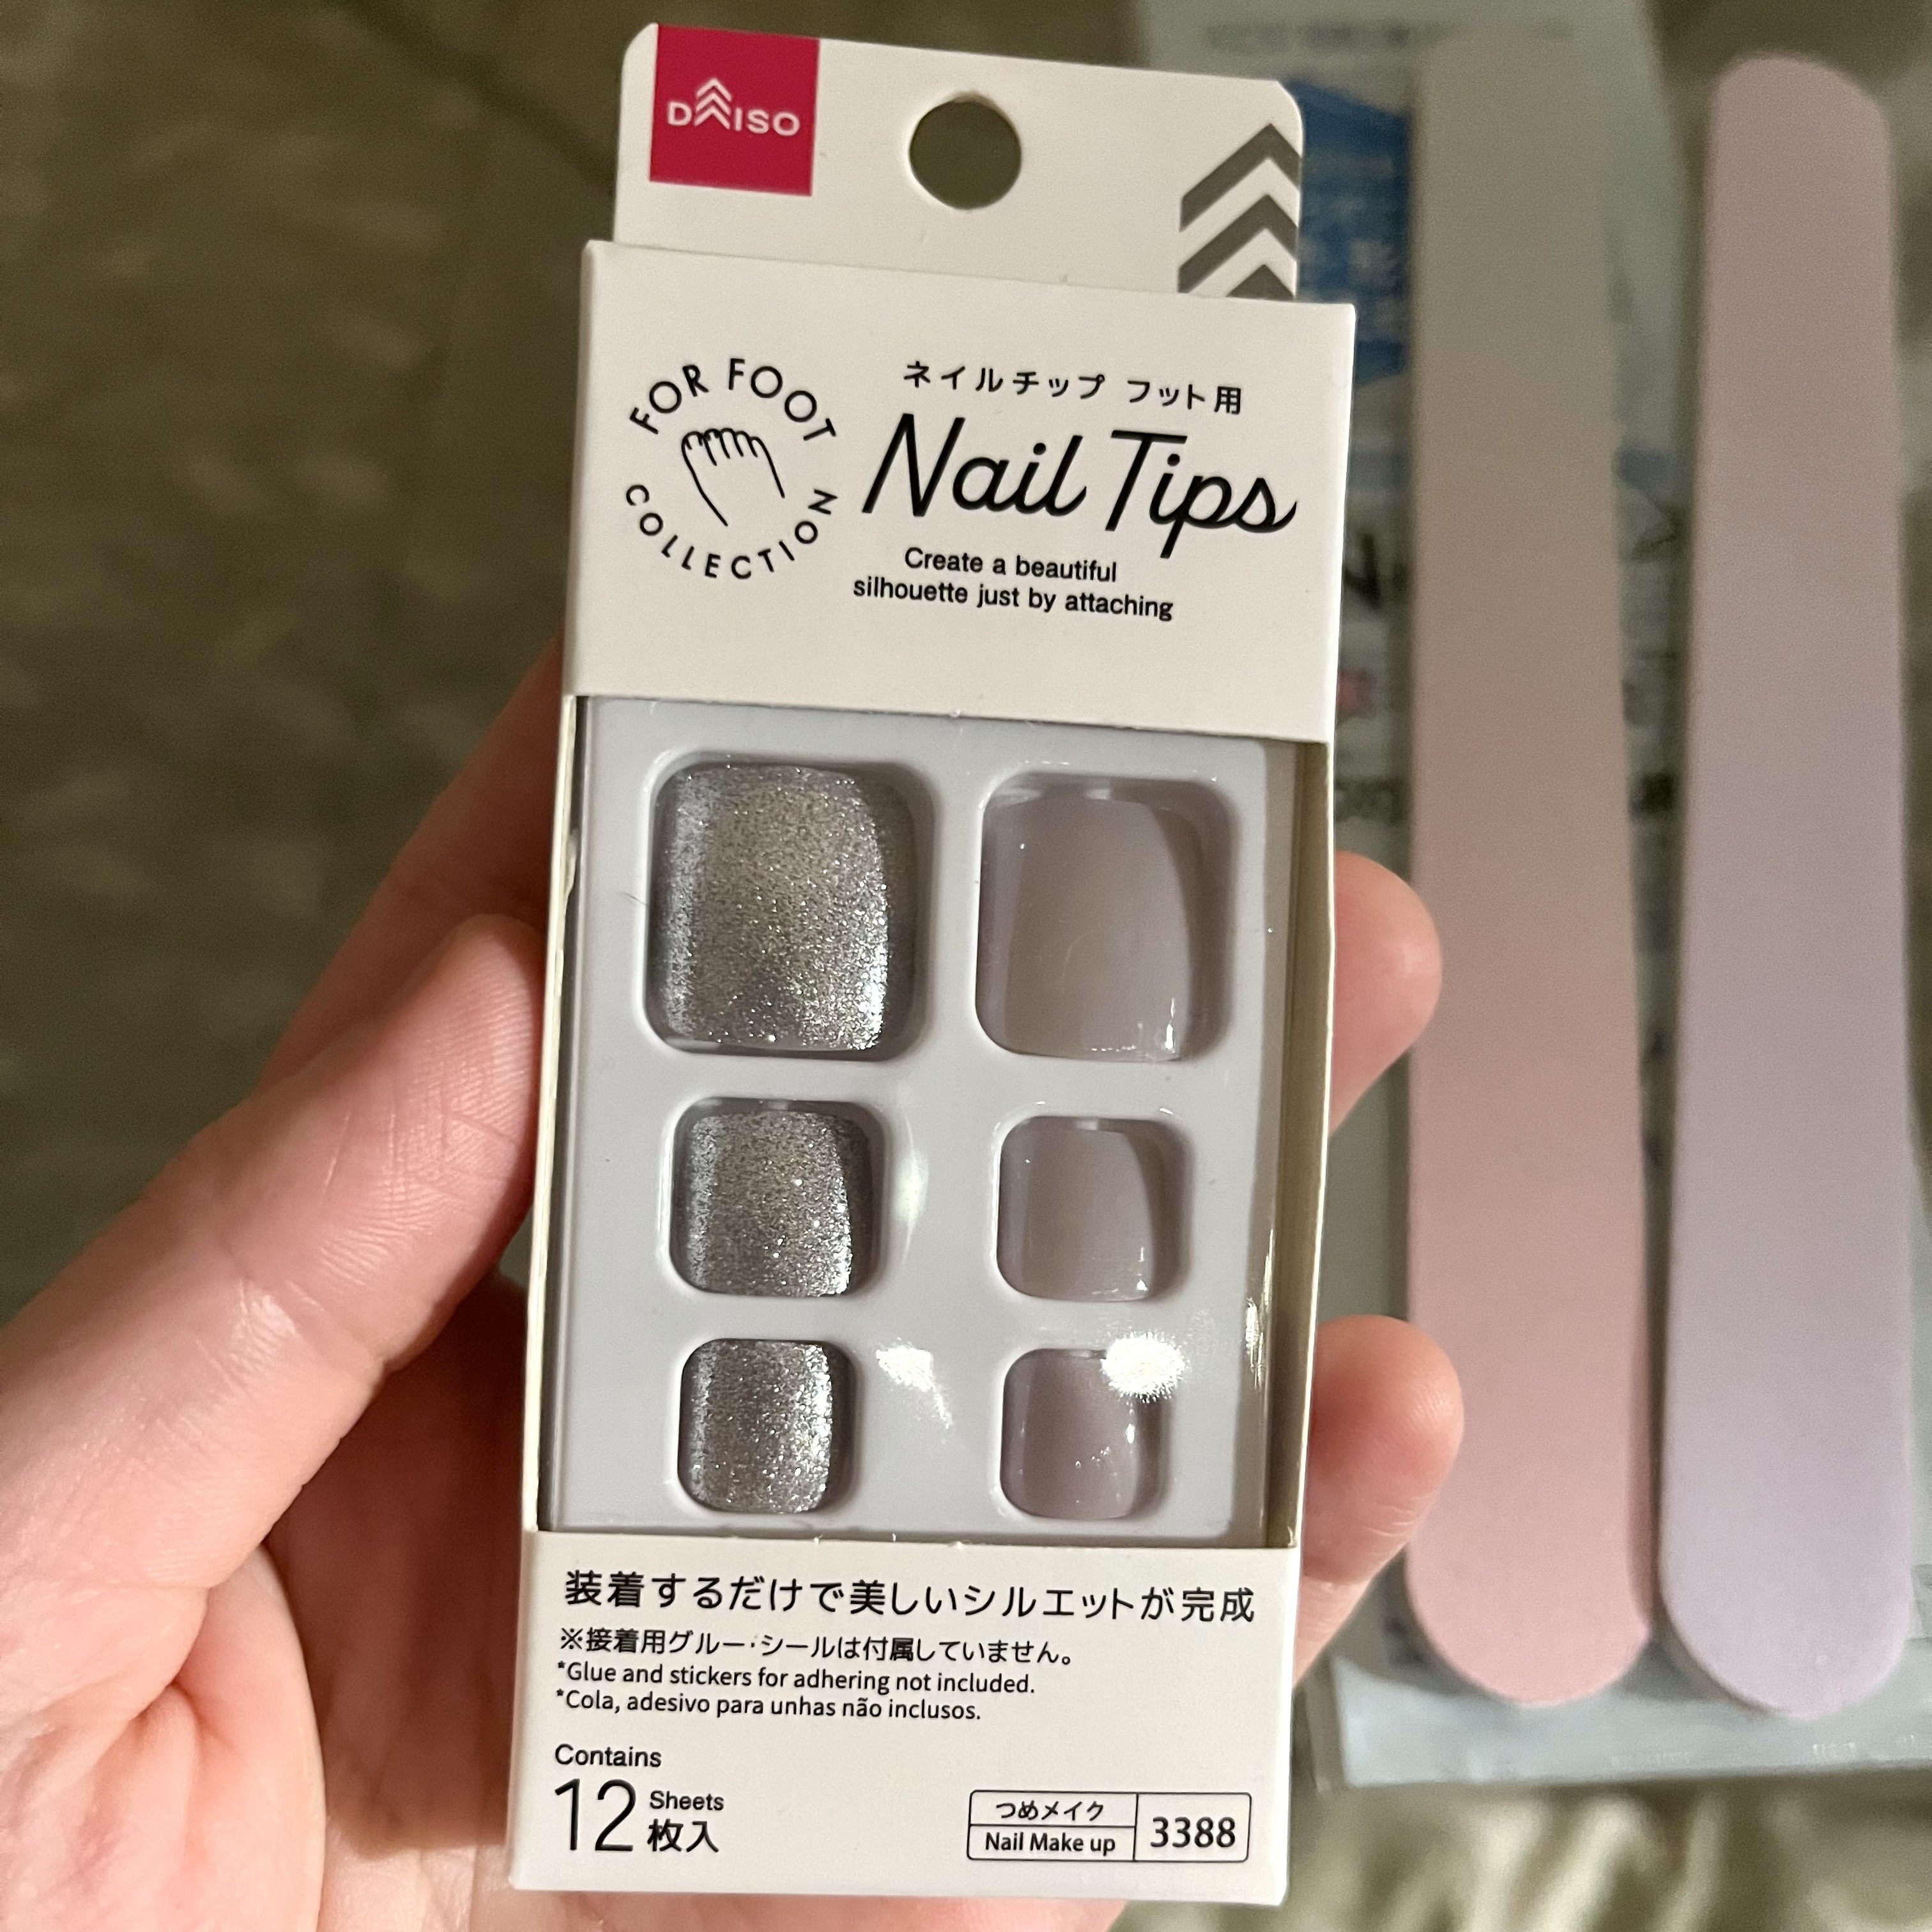 DAISO
FOR FOOT
COLLECTION
ネイルチップ フット用
Nail Tips
Create a beautiful
silhouette just by attaching
装着するだけで美しいシルエットが完成
※接着用グルー・シールは付属していません。
*Glue and stickers for adhering not included.
*Cola, adesivo para unhas não inclusos.
Contains
12 Sheets
枚入
つめメイク
Nail Make up
3388